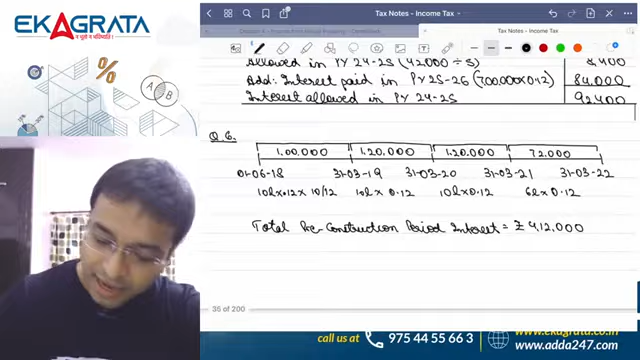 EKAGRATA
Tax Notes - Income Tax
Tax Notes - Income Tax
Allowed in PY 24-25 (42,000 ÷ 5)
8,400
Add: Interest paid in PY 25-26 (700,000x0.12)
84,000
Interest allowed in PY 24-25
92400
Q.6.
1,00,000
1,20,000
1,20,000
72,000
01-06-18
31-03-19
31-03-20
31-03-21
31-03-22
10l x 0.12 x 10/12
10l x 0.12
10l x 0.12
6l x 0.12
Total Pre-Construction Period Interest = ₹ 4,12,000
36 of 200
call us at
975 44 55 66 3
www.ekagrata.co.in
www.adda247.com